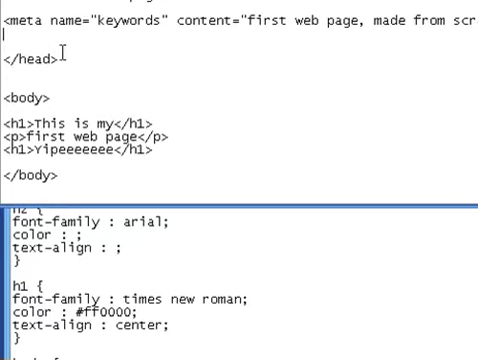 <meta name="keywords" content="first web page, made from scr
</head>
<body>
<h1>This is my</h1>
<p>first web page</p>
<h1>Yipeeeeeee</h1>
</body>
h2 {
font-family : arial;
color : ;
text-align : ;
}
h1 {
font-family : times new roman;
color : #ff0000;
text-align : center;
}